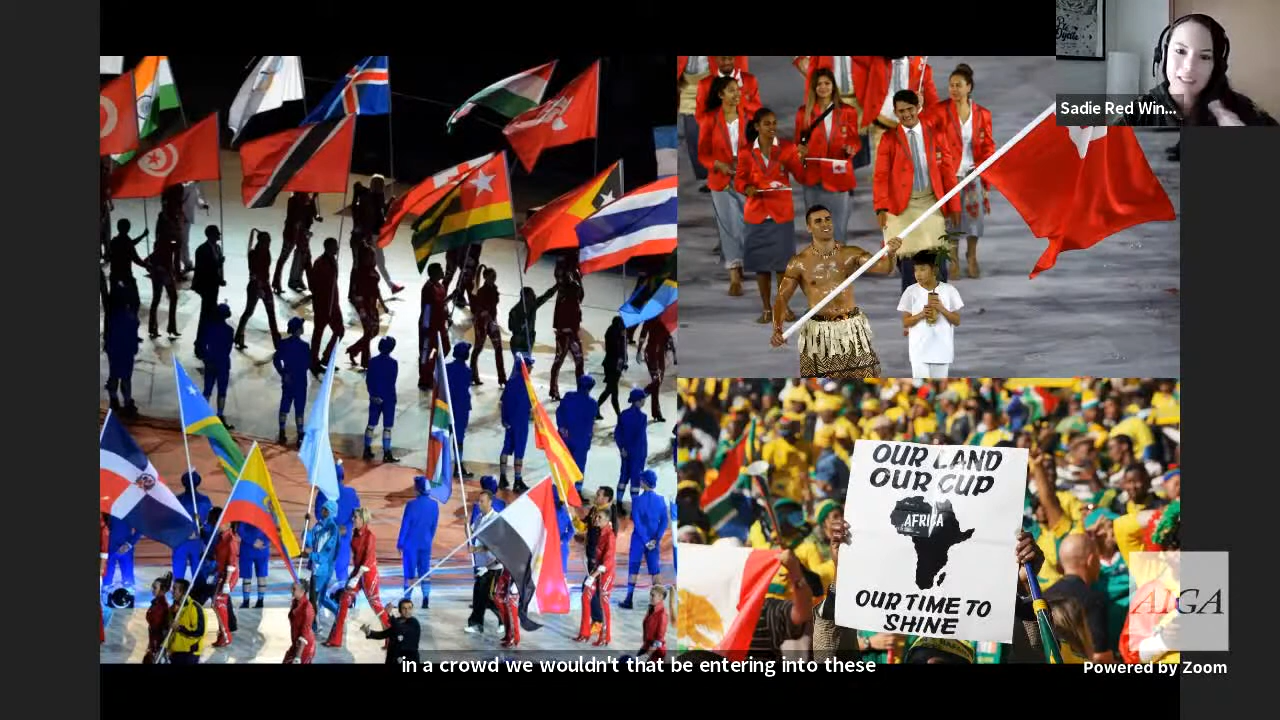 Sadie Red Win...
OUR LAND
OUR CUP
AFRICA
OUR TIME TO
SHINE
AIGA
in a crowd we wouldn't that be entering into these
Powered by Zoom